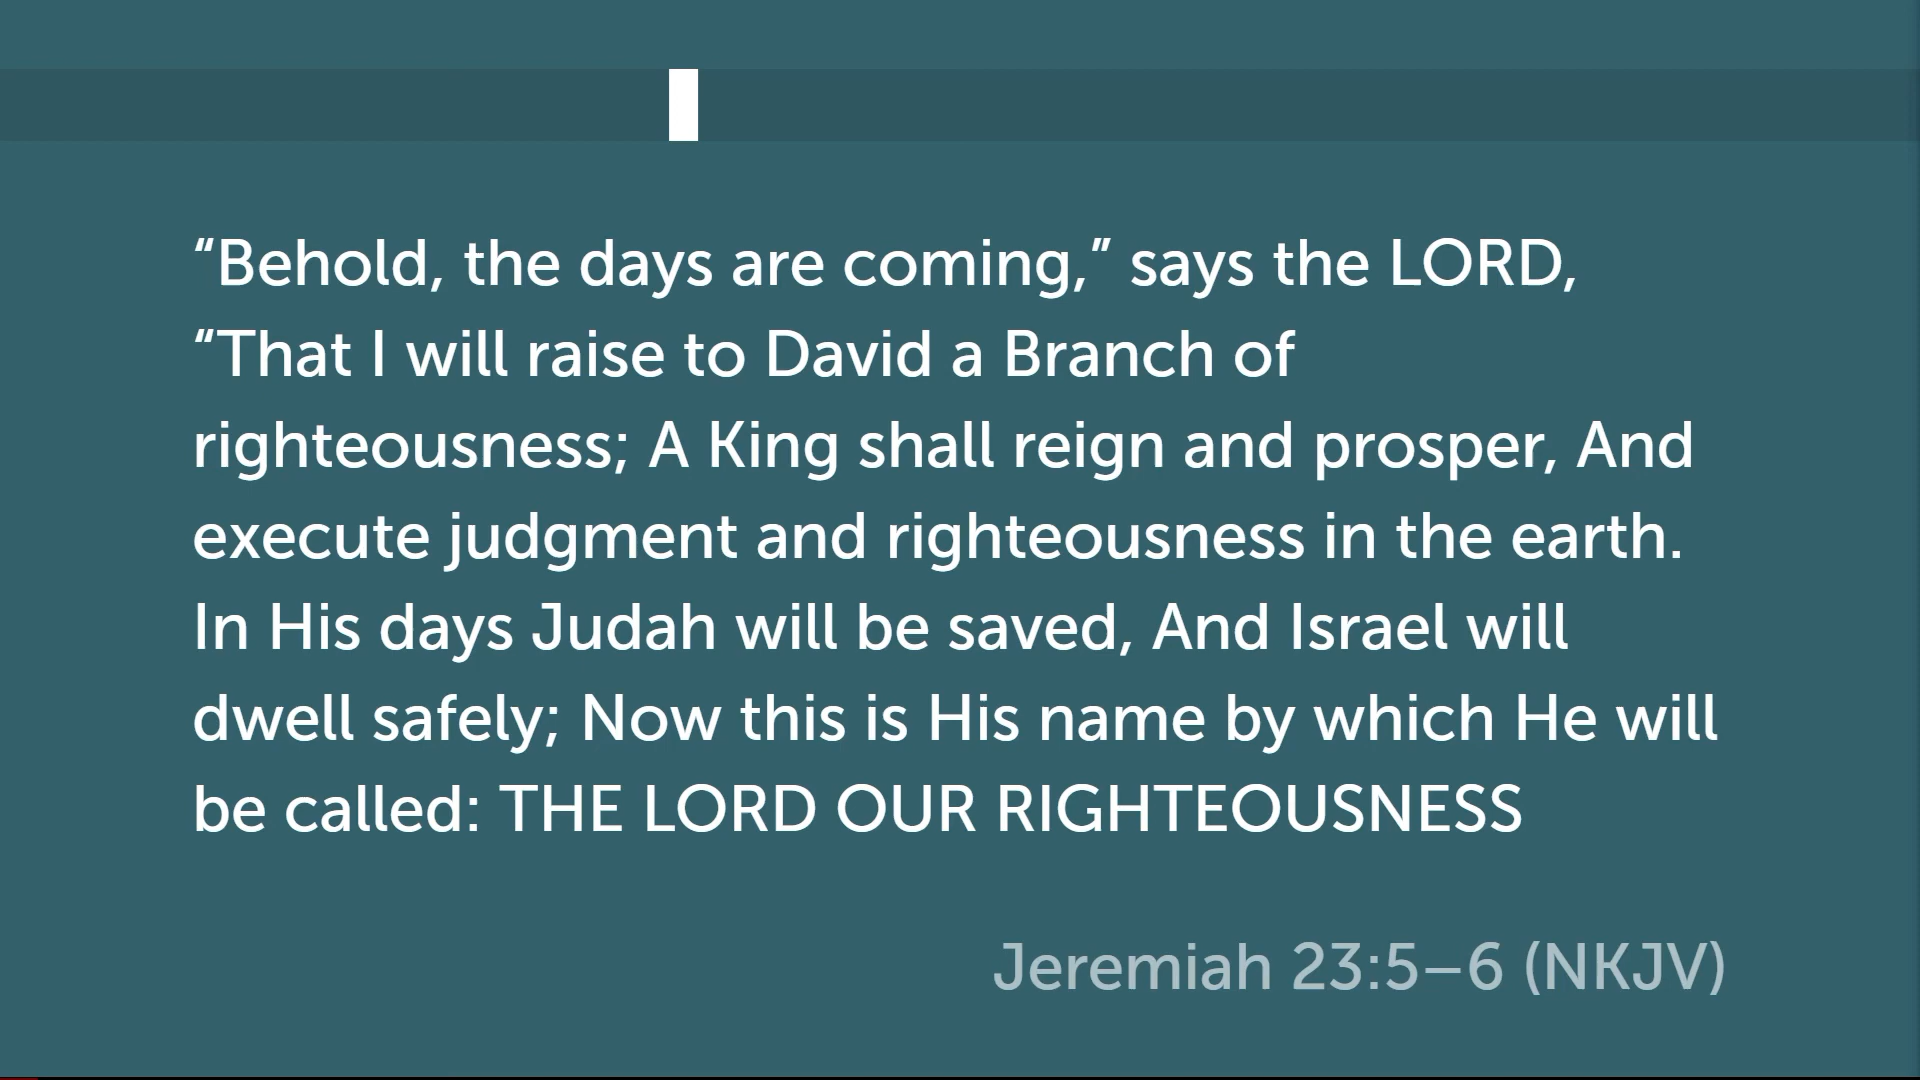 “Behold, the days are coming,” says the LORD,
“That I will raise to David a Branch of
righteousness; A King shall reign and prosper, And
execute judgment and righteousness in the earth.
In His days Judah will be saved, And Israel will
dwell safely; Now this is His name by which He will
be called: THE LORD OUR RIGHTEOUSNESS
Jeremiah 23:5–6 (NKJV)